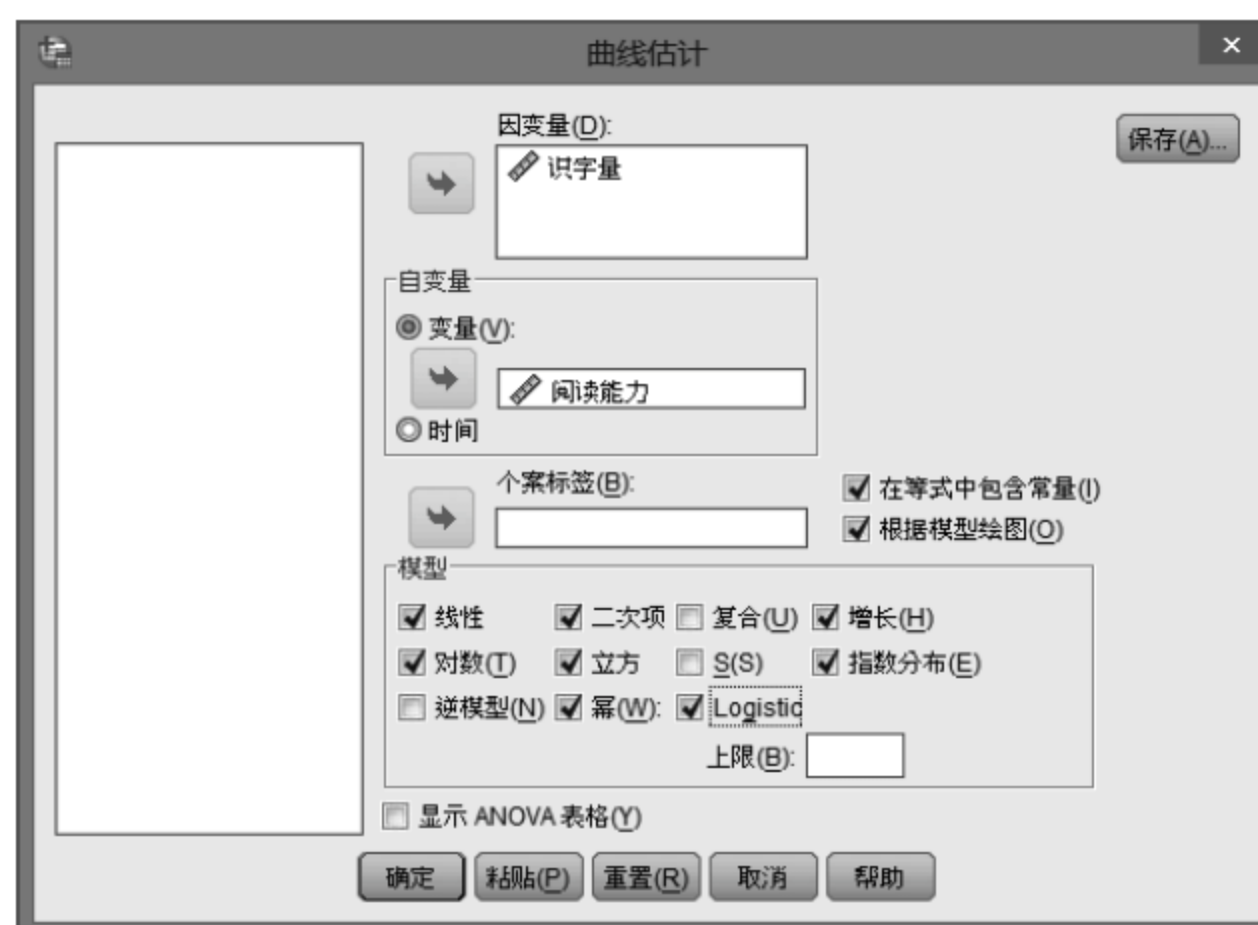 曲线估计
因变量(D):
保存(A)...
识字量
自变量
变量(V):
阅读能力
时间
个案标签(B):
在等式中包含常量(I)
根据模型绘图(O)
模型
线性 二次项 复合(U) 增长(H)
对数(T) 立方 S(S) 指数分布(E)
逆模型(N) 幂(W): Logistic
上限(B):
显示 ANOVA 表格(Y)
确定 粘贴(P) 重置(R) 取消 帮助